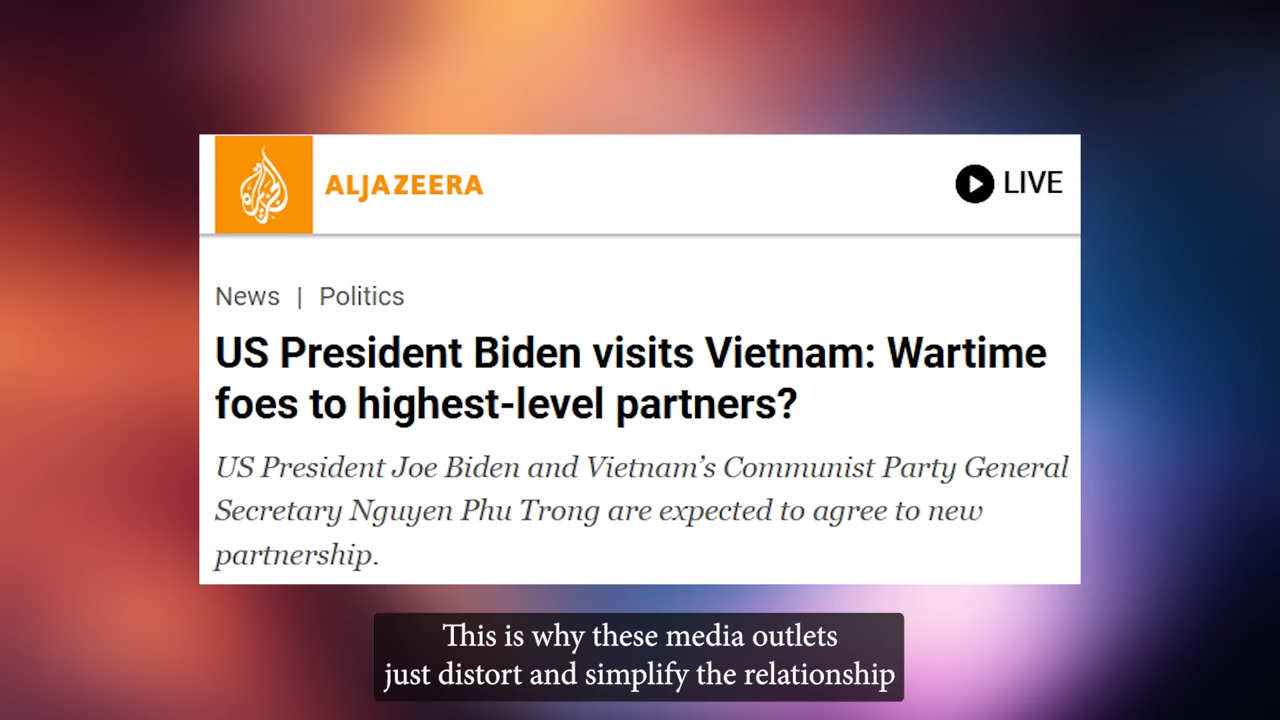 ALJAZEERA
LIVE
News | Politics
US President Biden visits Vietnam: Wartime
foes to highest-level partners?
US President Joe Biden and Vietnam's Communist Party General
Secretary Nguyen Phu Trong are expected to agree to new
partnership.
This is why these media outlets
just distort and simplify the relationship